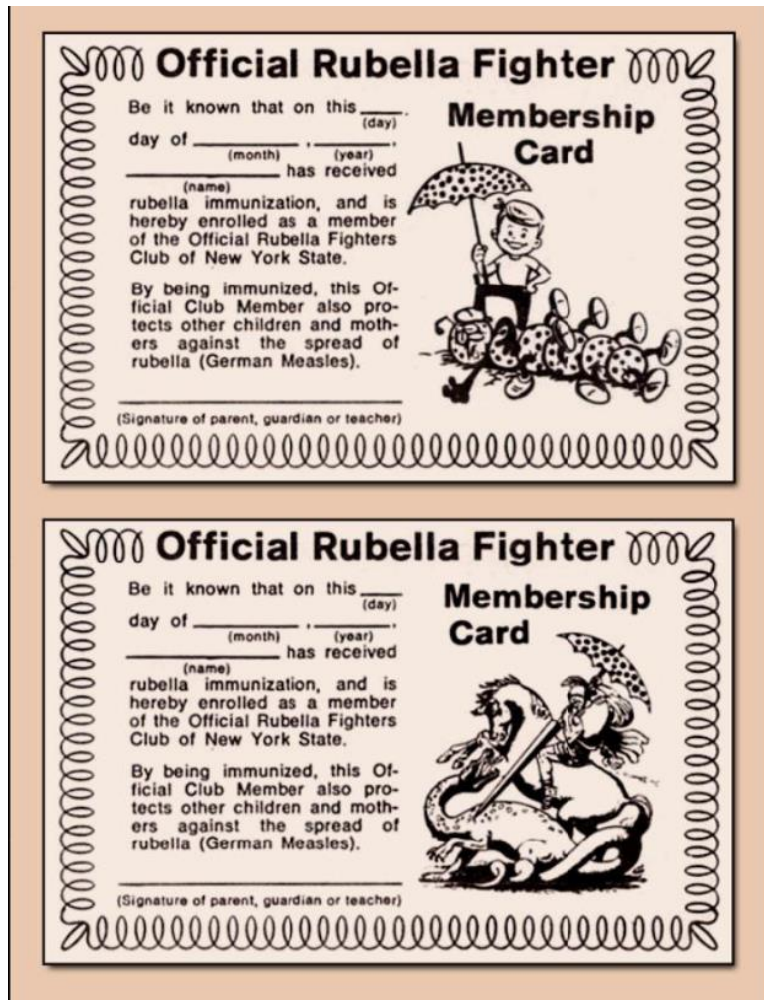 Official Rubella Fighter
Membership
Card
Be it known that on this ____.
(day)
day of ____________ , ________,
(month) (year)
__________________ has received
(name)
rubella immunization, and is
hereby enrolled as a member
of the Official Rubella Fighters
Club of New York State.
By being immunized, this Of-
ficial Club Member also pro-
tects other children and moth-
ers against the spread of
rubella (German Measles).
(Signature of parent, guardian or teacher)
Official Rubella Fighter
Membership
Card
Be it known that on this ____
(day)
day of ____________ , ________,
(month) (year)
__________________ has received
(name)
rubella immunization, and is
hereby enrolled as a member
of the Official Rubella Fighters
Club of New York State.
By being immunized, this Of-
ficial Club Member also pro-
tects other children and moth-
ers against the spread of
rubella (German Measles).
(Signature of parent, guardian or teacher)